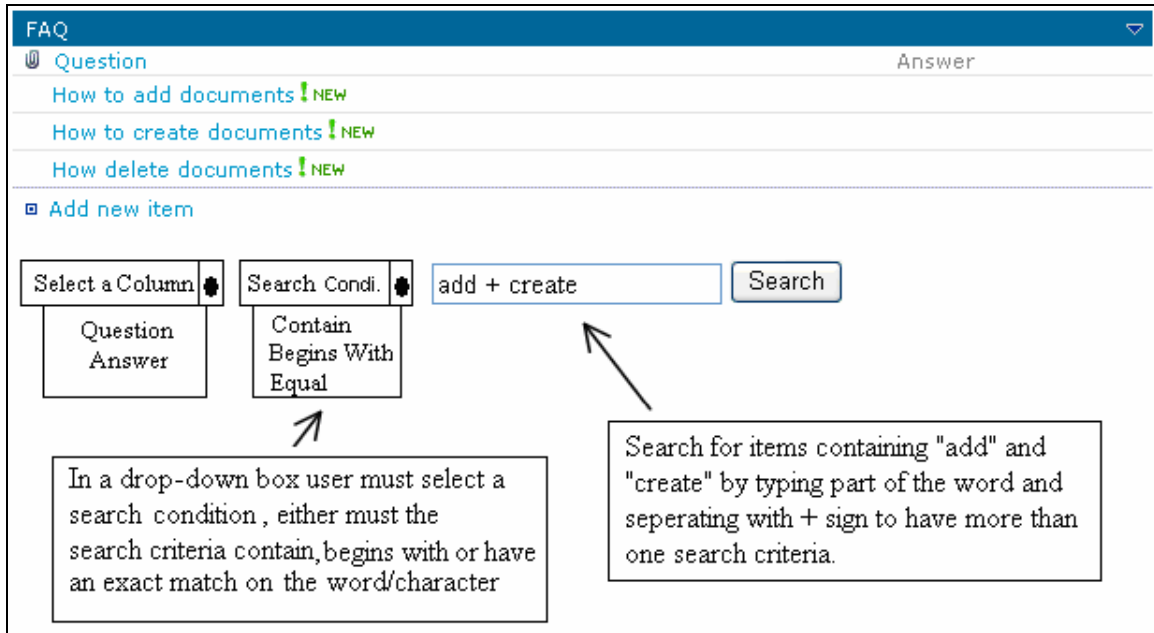 FAQ
Question Answer
How to add documents ! NEW
How to create documents ! NEW
How delete documents ! NEW
Add new item
Select a Column Search Condi. add + create Search
Question
Answer
Contain
Begins With
Equal
In a drop-down box user must select a
search condition , either must the
search criteria contain, begins with or have
an exact match on the word/character
Search for items containing "add" and
"create" by typing part of the word and
seperating with + sign to have more than
one search criteria.